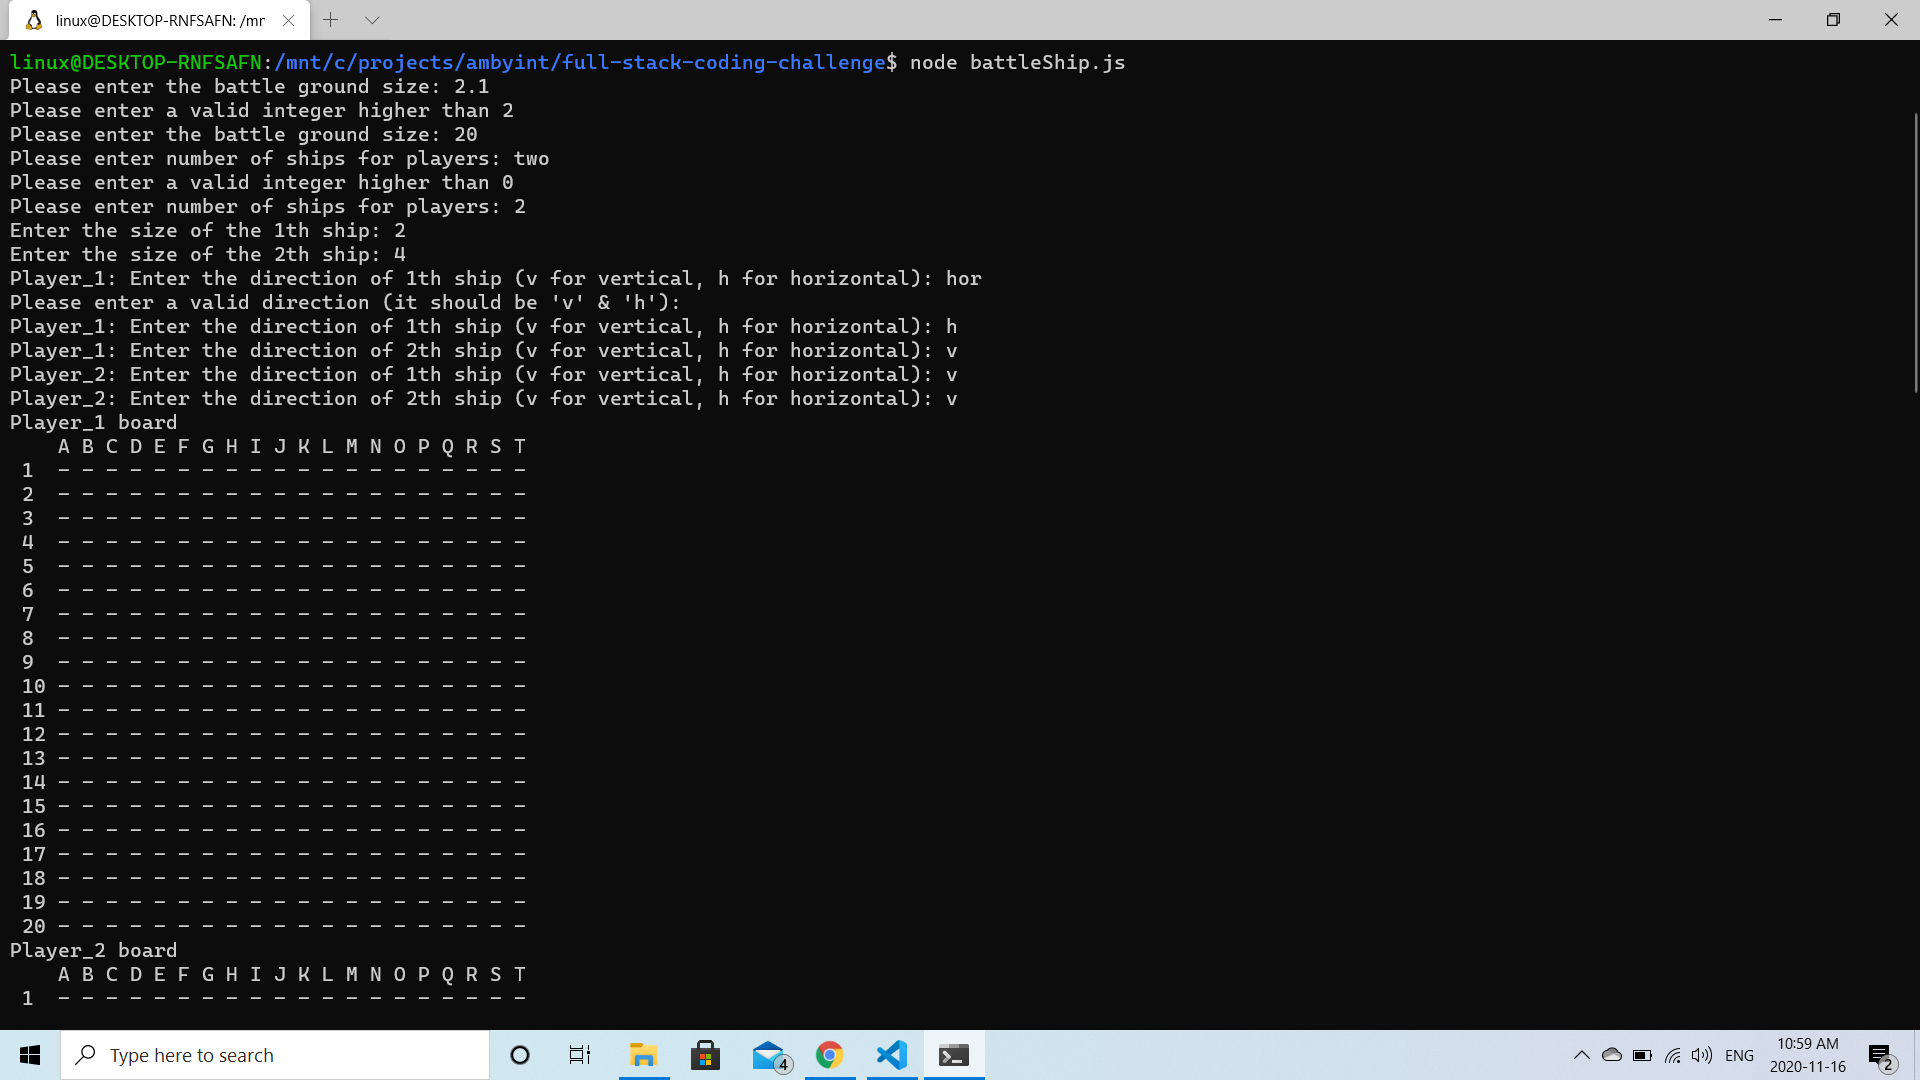 linux@DESKTOP-RNFSAFN: /mr
linux@DESKTOP-RNFSAFN:/mnt/c/projects/ambyint/full-stack-coding-challenge$ node battleShip.js
Please enter the battle ground size: 2.1
Please enter a valid integer higher than 2
Please enter the battle ground size: 20
Please enter number of ships for players: two
Please enter a valid integer higher than 0
Please enter number of ships for players: 2
Enter the size of the 1th ship: 2
Enter the size of the 2th ship: 4
Player_1: Enter the direction of 1th ship (v for vertical, h for horizontal): hor
Please enter a valid direction (it should be 'v' & 'h'):
Player_1: Enter the direction of 1th ship (v for vertical, h for horizontal): h
Player_1: Enter the direction of 2th ship (v for vertical, h for horizontal): v
Player_2: Enter the direction of 1th ship (v for vertical, h for horizontal): v
Player_2: Enter the direction of 2th ship (v for vertical, h for horizontal): v
Player_1 board
A B C D E F G H I J K L M N O P Q R S T
1 - - - - - - - - - - - - - - - - - - - -
2 - - - - - - - - - - - - - - - - - - - -
3 - - - - - - - - - - - - - - - - - - - -
4 - - - - - - - - - - - - - - - - - - - -
5 - - - - - - - - - - - - - - - - - - - -
6 - - - - - - - - - - - - - - - - - - - -
7 - - - - - - - - - - - - - - - - - - - -
8 - - - - - - - - - - - - - - - - - - - -
9 - - - - - - - - - - - - - - - - - - - -
10 - - - - - - - - - - - - - - - - - - - -
11 - - - - - - - - - - - - - - - - - - - -
12 - - - - - - - - - - - - - - - - - - - -
13 - - - - - - - - - - - - - - - - - - - -
14 - - - - - - - - - - - - - - - - - - - -
15 - - - - - - - - - - - - - - - - - - - -
16 - - - - - - - - - - - - - - - - - - - -
17 - - - - - - - - - - - - - - - - - - - -
18 - - - - - - - - - - - - - - - - - - - -
19 - - - - - - - - - - - - - - - - - - - -
20 - - - - - - - - - - - - - - - - - - - -
Player_2 board
A B C D E F G H I J K L M N O P Q R S T
1 - - - - - - - - - - - - - - - - - - - -
Type here to search
4
ENG
10:59 AM
2020-11-16
2